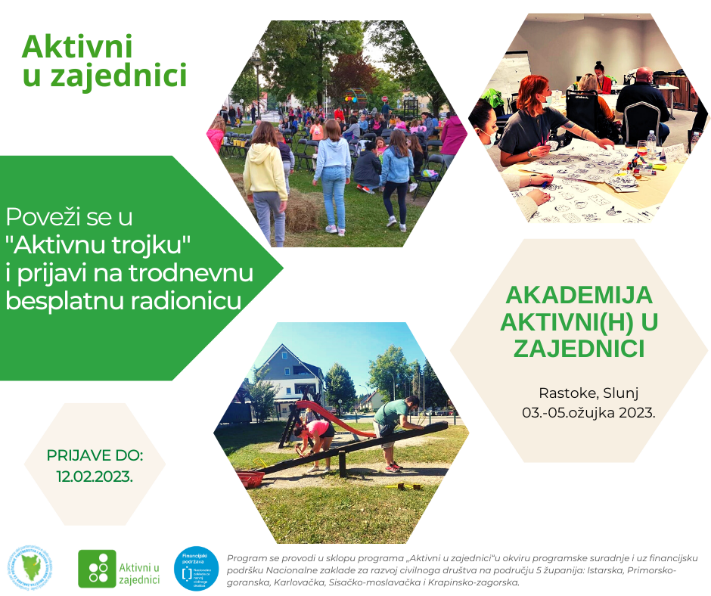 Aktivni
u zajednici
Poveži se u
"Aktivnu trojku"
i prijavi na trodnevnu
besplatnu radionicu
AKADEMIJA
AKTIVNI(H) U
ZAJEDNICI
Rastoke, Slunj
03.-05.ožujka 2023.
PRIJAVE DO:
12.02.2023.
Aktivni u
zajednici
Financijska
podrška
Program se provodi u sklopu programa „Aktivni u zajednici“u okviru programske suradnje i uz financijsku
podršku Nacionalne zaklade za razvoj civilnoga društva na području 5 županija: Istarska, Primorsko-
goranska, Karlovačka, Sisačko-moslavačka i Krapinsko-zagorska.